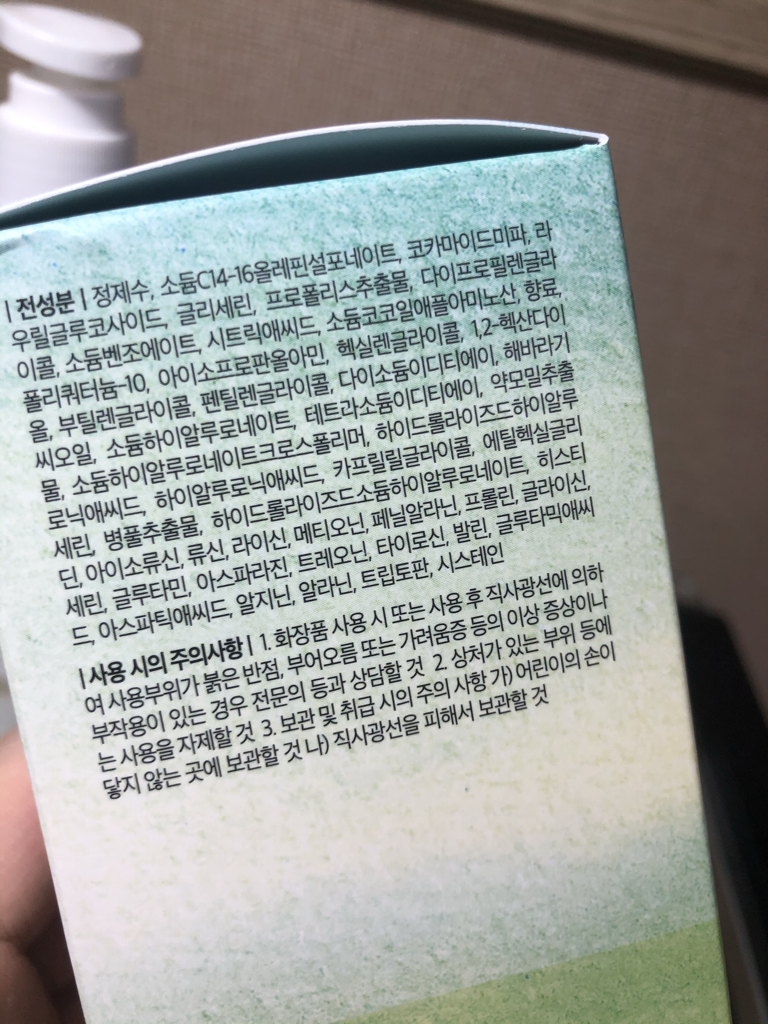 | 전성분 | 정제수, 소듐C14-16올레핀설포네이트, 코카마이드미파, 라
우릴글루코사이드, 글리세린, 프로폴리스추출물, 다이프로필렌글라
이콜, 소듐벤조에이트, 시트릭애씨드, 소듐코코일애플아미노산, 향료,
폴리쿼터늄-10, 아이소프로판올아민, 헥실렌글라이콜, 1,2-헥산다이
올, 부틸렌글라이콜, 펜틸렌글라이콜, 다이소듐이디티에이, 해바라기
씨오일, 소듐하이알루로네이트, 테트라소듐이디티에이, 약모밀추출
물, 소듐하이알루로네이트크로스폴리머, 하이드롤라이즈드하이알루
로닉애씨드, 하이알루로닉애씨드, 카프릴릴글라이콜, 에틸헥실글리
세린, 병풀추출물, 하이드롤라이즈드소듐하이알루로네이트, 히스티
딘, 아이소류신, 류신, 라이신, 메티오닌, 페닐알라닌, 프롤린, 글라이신,
세린, 글루타민, 아스파라진, 트레오닌, 타이로신, 발린, 글루타믹애씨
드, 아스파틱애씨드, 알지닌, 알라닌, 트립토판, 시스테인
| 사용 시의 주의사항 | 1. 화장품 사용 시 또는 사용 후 직사광선에 의하
여 사용부위가 붉은 반점, 부어오름 또는 가려움증 등의 이상 증상이나
부작용이 있는 경우 전문의 등과 상담할 것 2. 상처가 있는 부위 등에
는 사용을 자제할 것 3. 보관 및 취급 시의 주의 사항 가) 어린이의 손이
닿지 않는 곳에 보관할 것 나) 직사광선을 피해서 보관할 것